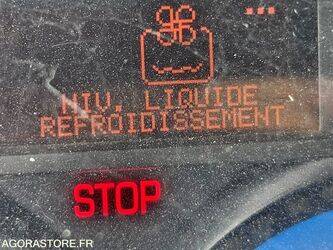 NIV. LIQUIDE
REFROIDISSEMENT
STOP
AGORASTORE.FR